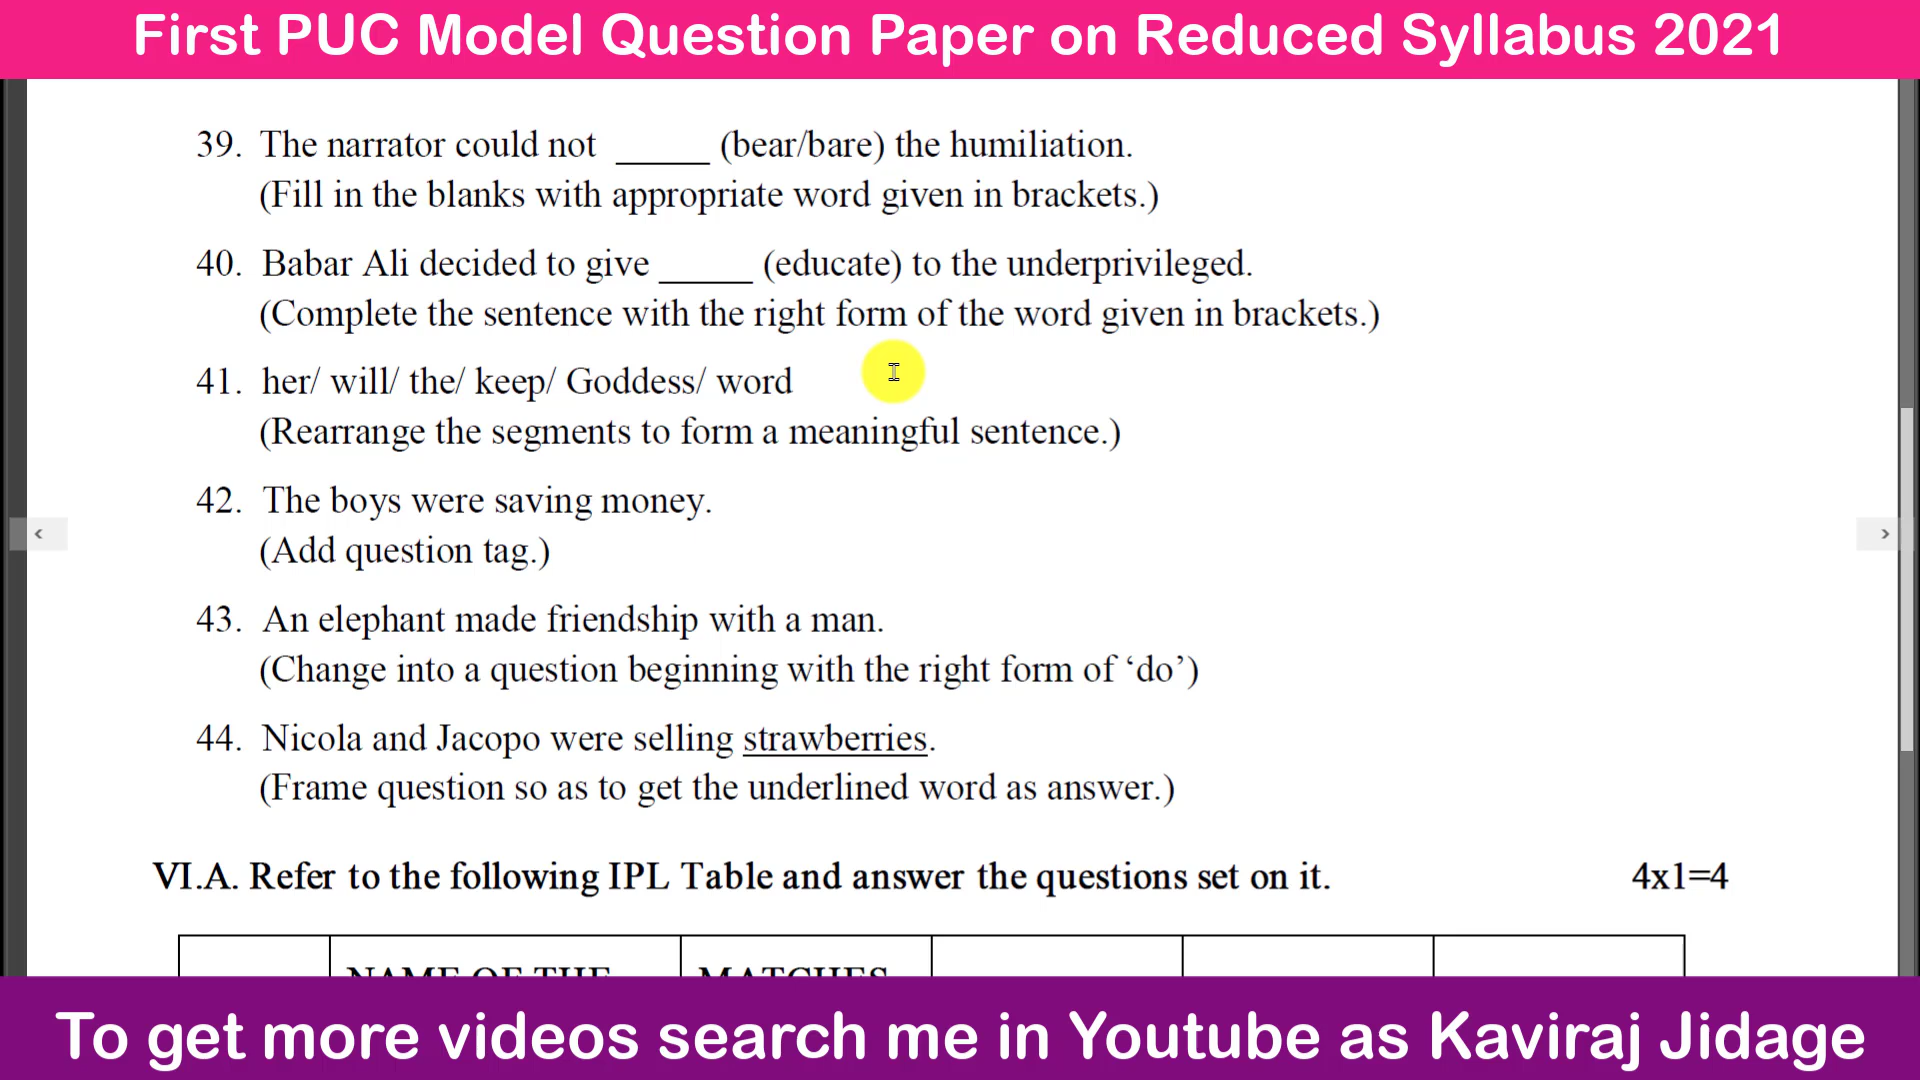 First PUC Model Question Paper on Reduced Syllabus 2021
39. The narrator could not _____ (bear/bare) the humiliation.
(Fill in the blanks with appropriate word given in brackets.)
40. Babar Ali decided to give _____ (educate) to the underprivileged.
(Complete the sentence with the right form of the word given in brackets.)
41. her/ will/ the/ keep/ Goddess/ word
(Rearrange the segments to form a meaningful sentence.)
42. The boys were saving money.
(Add question tag.)
43. An elephant made friendship with a man.
(Change into a question beginning with the right form of ‘do’)
44. Nicola and Jacopo were selling strawberries.
(Frame question so as to get the underlined word as answer.)
VI.A. Refer to the following IPL Table and answer the questions set on it. 4x1=4
NAME OF THE MATCHES
To get more videos search me in Youtube as Kaviraj Jidage